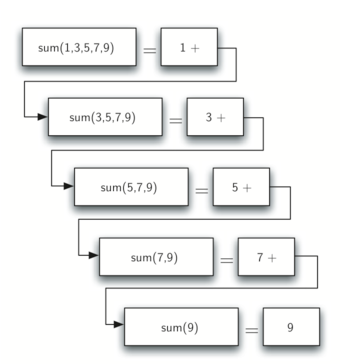 sum(1,3,5,7,9) = 1 +
sum(3,5,7,9) = 3 +
sum(5,7,9) = 5 +
sum(7,9) = 7 +
sum(9) = 9